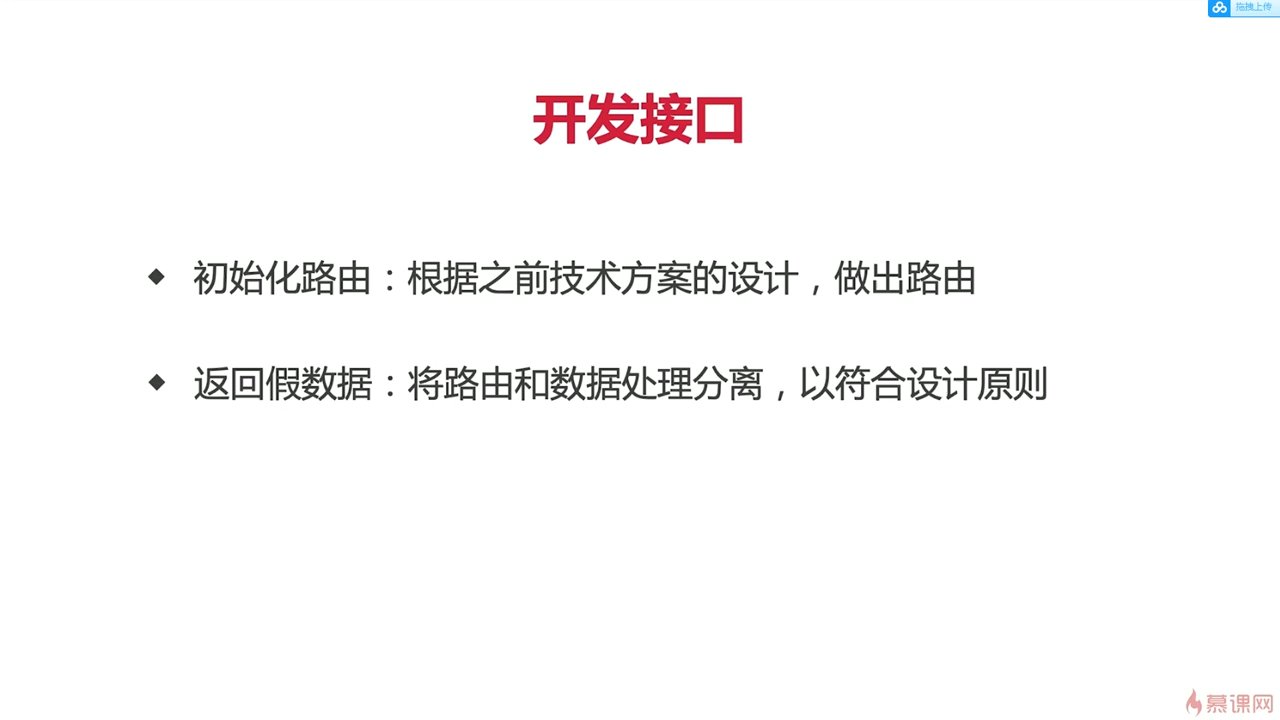 拖拽上传
开发接口
◆ 初始化路由：根据之前技术方案的设计，做出路由
◆ 返回假数据：将路由和数据处理分离，以符合设计原则
慕课网